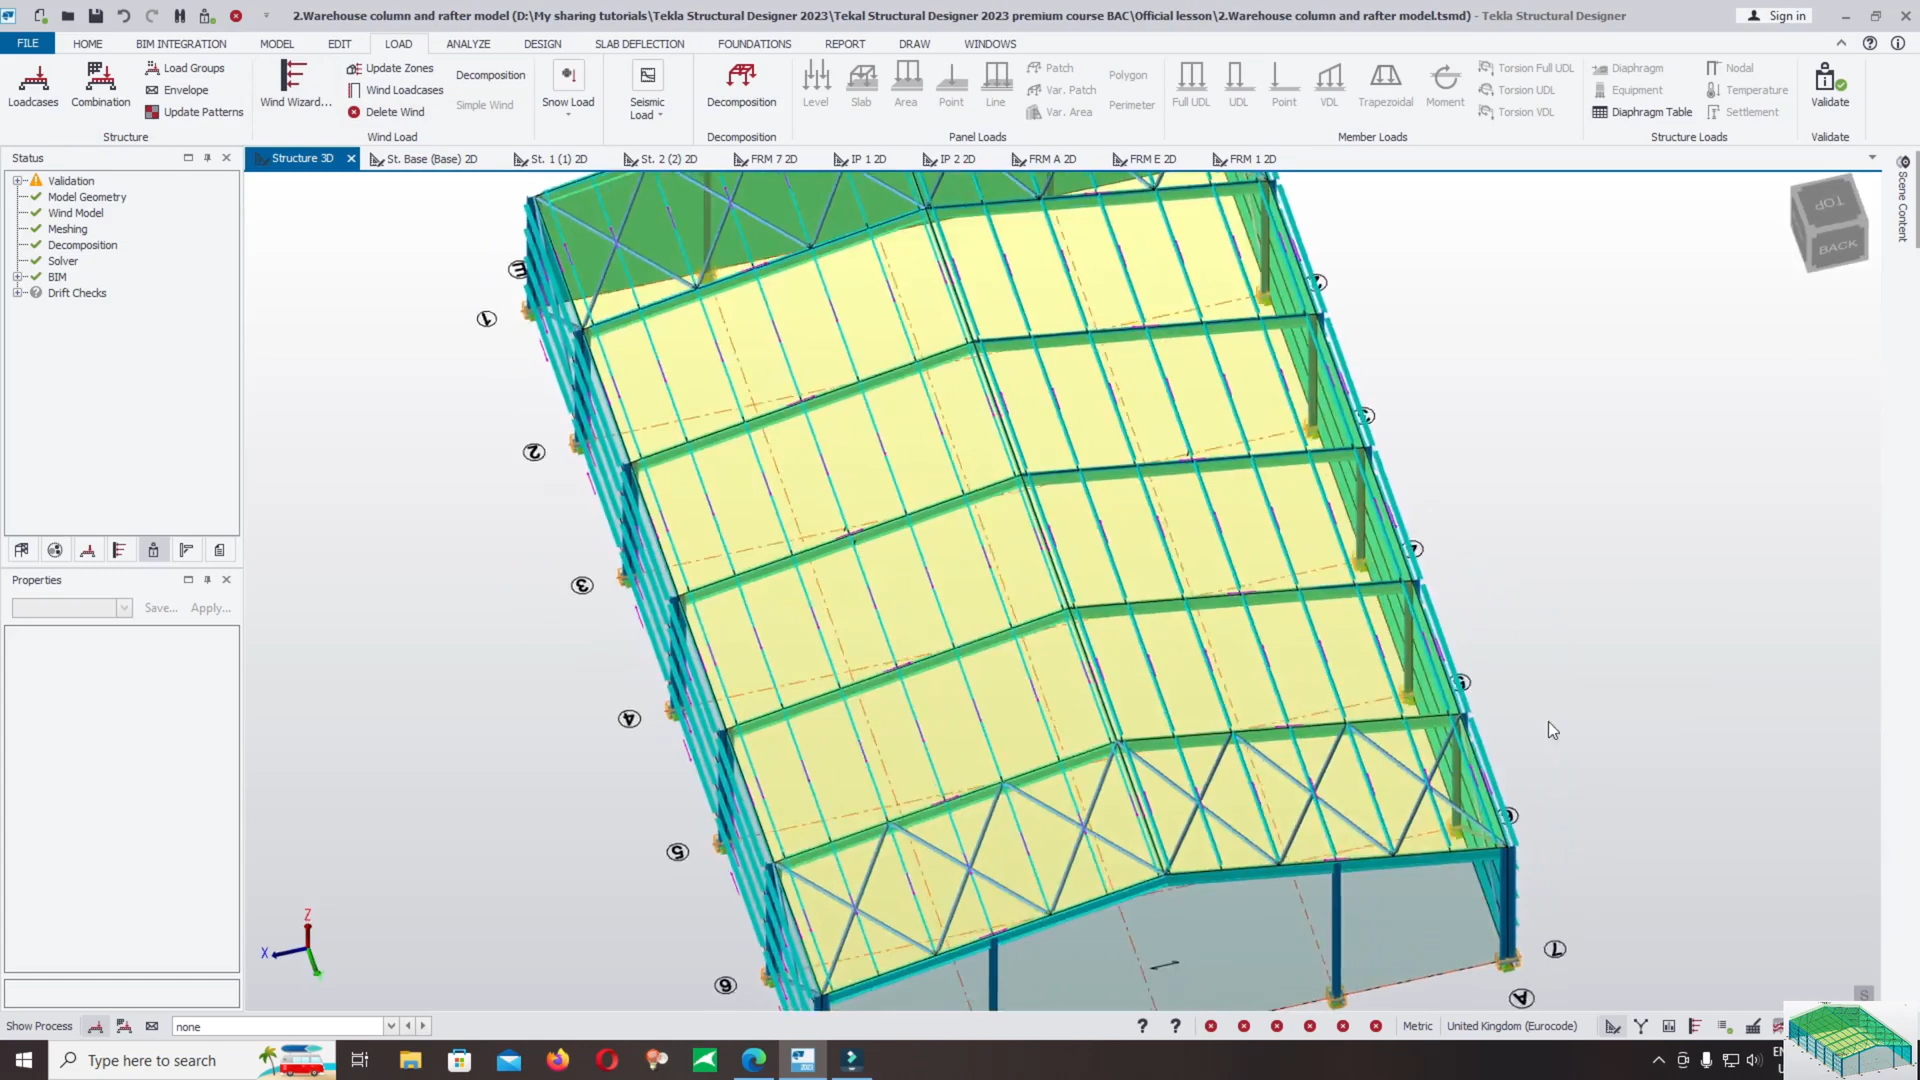 2.Warehouse column and rafter model (D:\My sharing tutorials\Tekla Structural Designer 2023\Tekal Structural Designer 2023 premium course BAC\Official lesson\2.Warehouse column and rafter model.tsmd) - Tekla Structural Designer
Sign in
FILE HOME BIM INTEGRATION MODEL EDIT LOAD ANALYZE DESIGN SLAB DEFLECTION FOUNDATIONS REPORT DRAW WINDOWS
Loadcases
Combination
Load Groups
Envelope
Update Patterns
Structure
Wind Wizard...
Update Zones
Wind Loadcases
Delete Wind
Decomposition
Simple Wind
Wind Load
Snow Load
Seismic Load
Decomposition
Decomposition
Level Slab Area Point Line
Patch
Var. Patch
Var. Area
Polygon
Perimeter
Panel Loads
Full UDL UDL Point VDL Trapezoidal Moment
Torsion Full UDL
Torsion UDL
Torsion VDL
Member Loads
Diaphragm
Equipment
Diaphragm Table
Nodal
Temperature
Settlement
Structure Loads
Validate
Validate
Status
Structure 3D St. Base (Base) 2D St. 1 (1) 2D St. 2 (2) 2D FRM 7 2D IP 1 2D IP 2 2D FRM A 2D FRM E 2D FRM 1 2D
Scene Content
Validation
Model Geometry
Wind Model
Meshing
Decomposition
Solver
BIM
Drift Checks
TOP
BACK
E
1
2
3
4
5
6
7
A
Properties
Save... Apply...
Z
X
S
Show Process none
Metric United Kingdom (Eurocode)
Type here to search